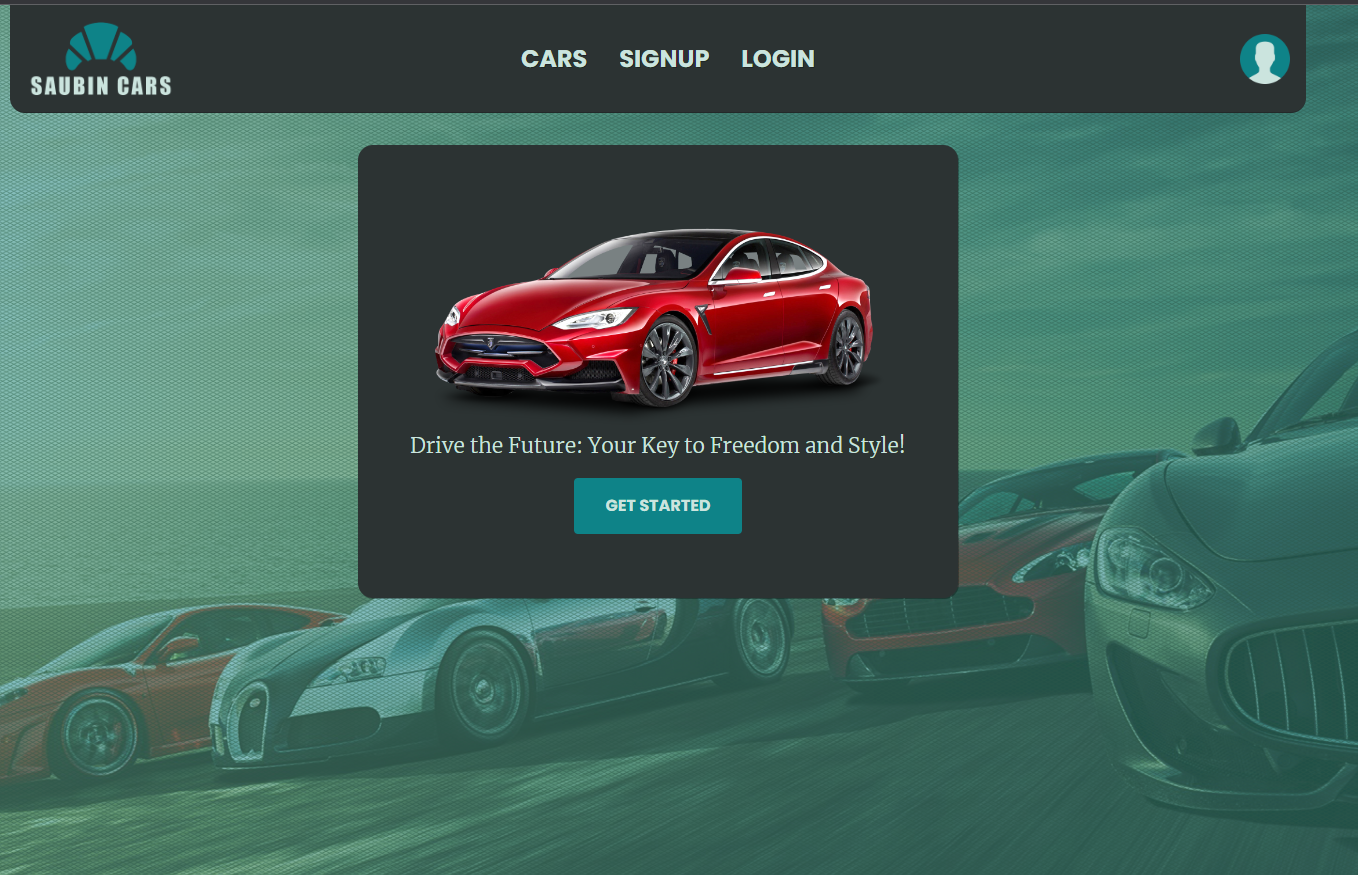 SAUBIN CARS
CARS SIGNUP LOGIN
Drive the Future: Your Key to Freedom and Style!
GET STARTED